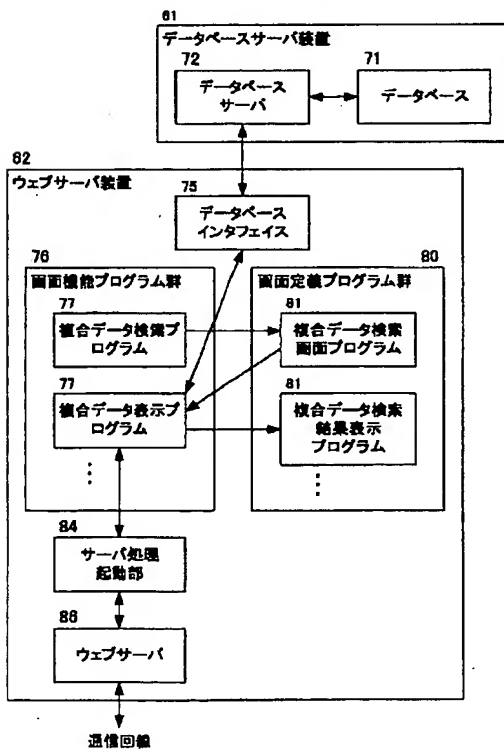 61
データベースサーバ装置
72
データベース
サーバ
71
データベース
62
ウェブサーバ装置
75
データベース
インタフェイス
76
画面機能プログラム群
77
複合データ検索プ
ログラム
77
複合データ表示プ
ログラム
⋮
80
画面定義プログラム群
81
複合データ検索
画面プログラム
81
複合データ検索
結果表示
プログラム
⋮
84
サーバ処理
起動部
86
ウェブサーバ
通信回線